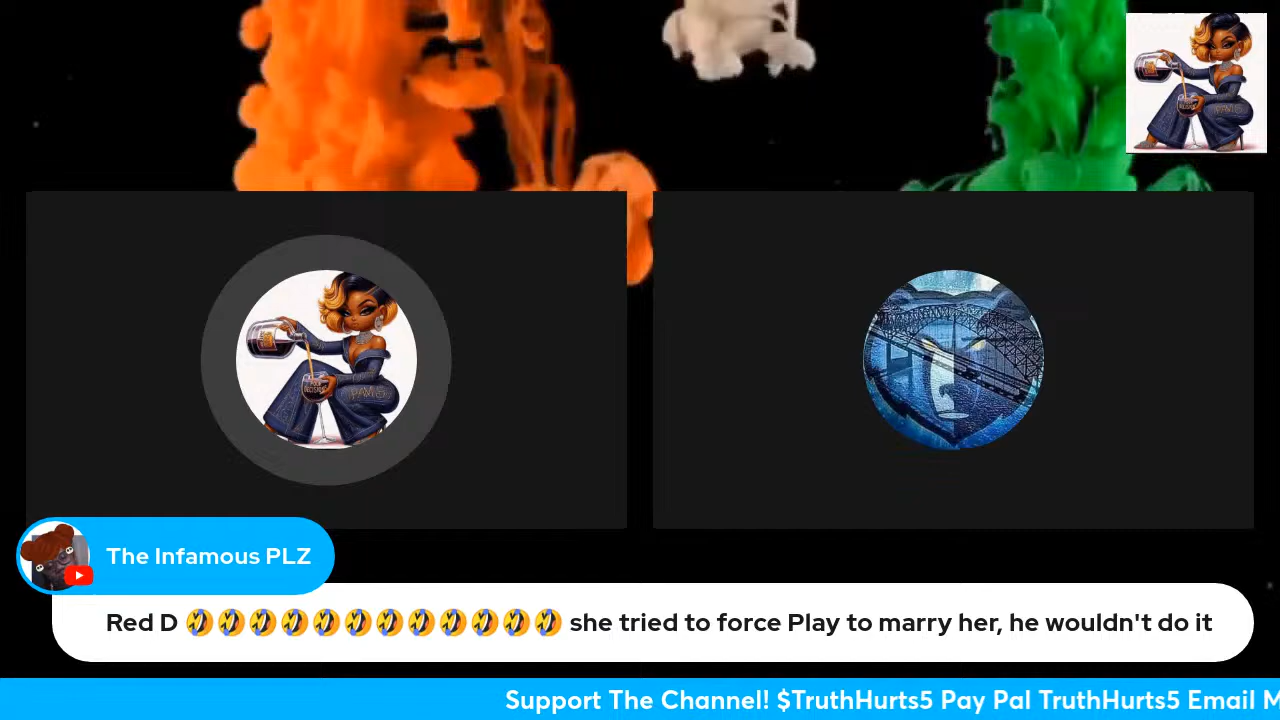 The Infamous PLZ
Red D 🤣🤣🤣🤣🤣🤣🤣🤣🤣🤣🤣🤣 she tried to force Play to marry her, he wouldn't do it
Support The Channel! $TruthHurts5 Pay Pal TruthHurts5 Email M